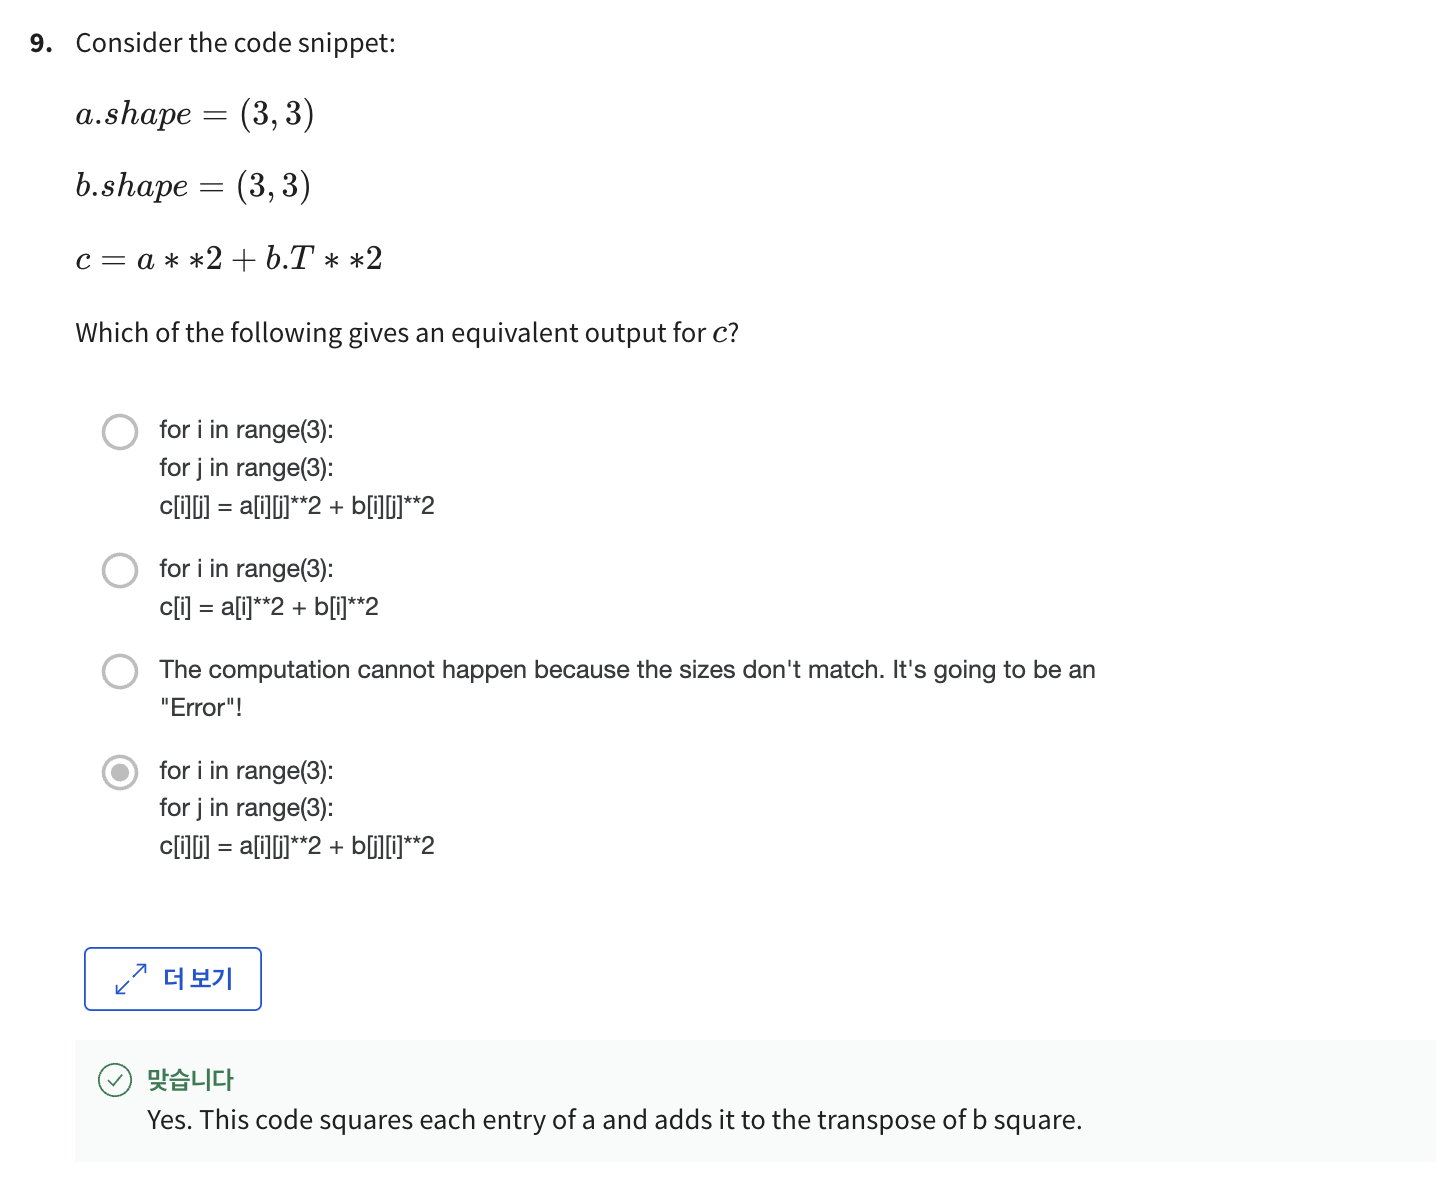 9. Consider the code snippet:
a.shape = (3, 3)
b.shape = (3, 3)
c = a ∗ ∗2 + b.T ∗ ∗2
Which of the following gives an equivalent output for c?
for i in range(3):
for j in range(3):
c[i][j] = a[i][j]**2 + b[i][j]**2
for i in range(3):
c[i] = a[i]**2 + b[i]**2
The computation cannot happen because the sizes don't match. It's going to be an
"Error"!
for i in range(3):
for j in range(3):
c[i][j] = a[i][j]**2 + b[j][i]**2
더 보기
맞습니다
Yes. This code squares each entry of a and adds it to the transpose of b square.